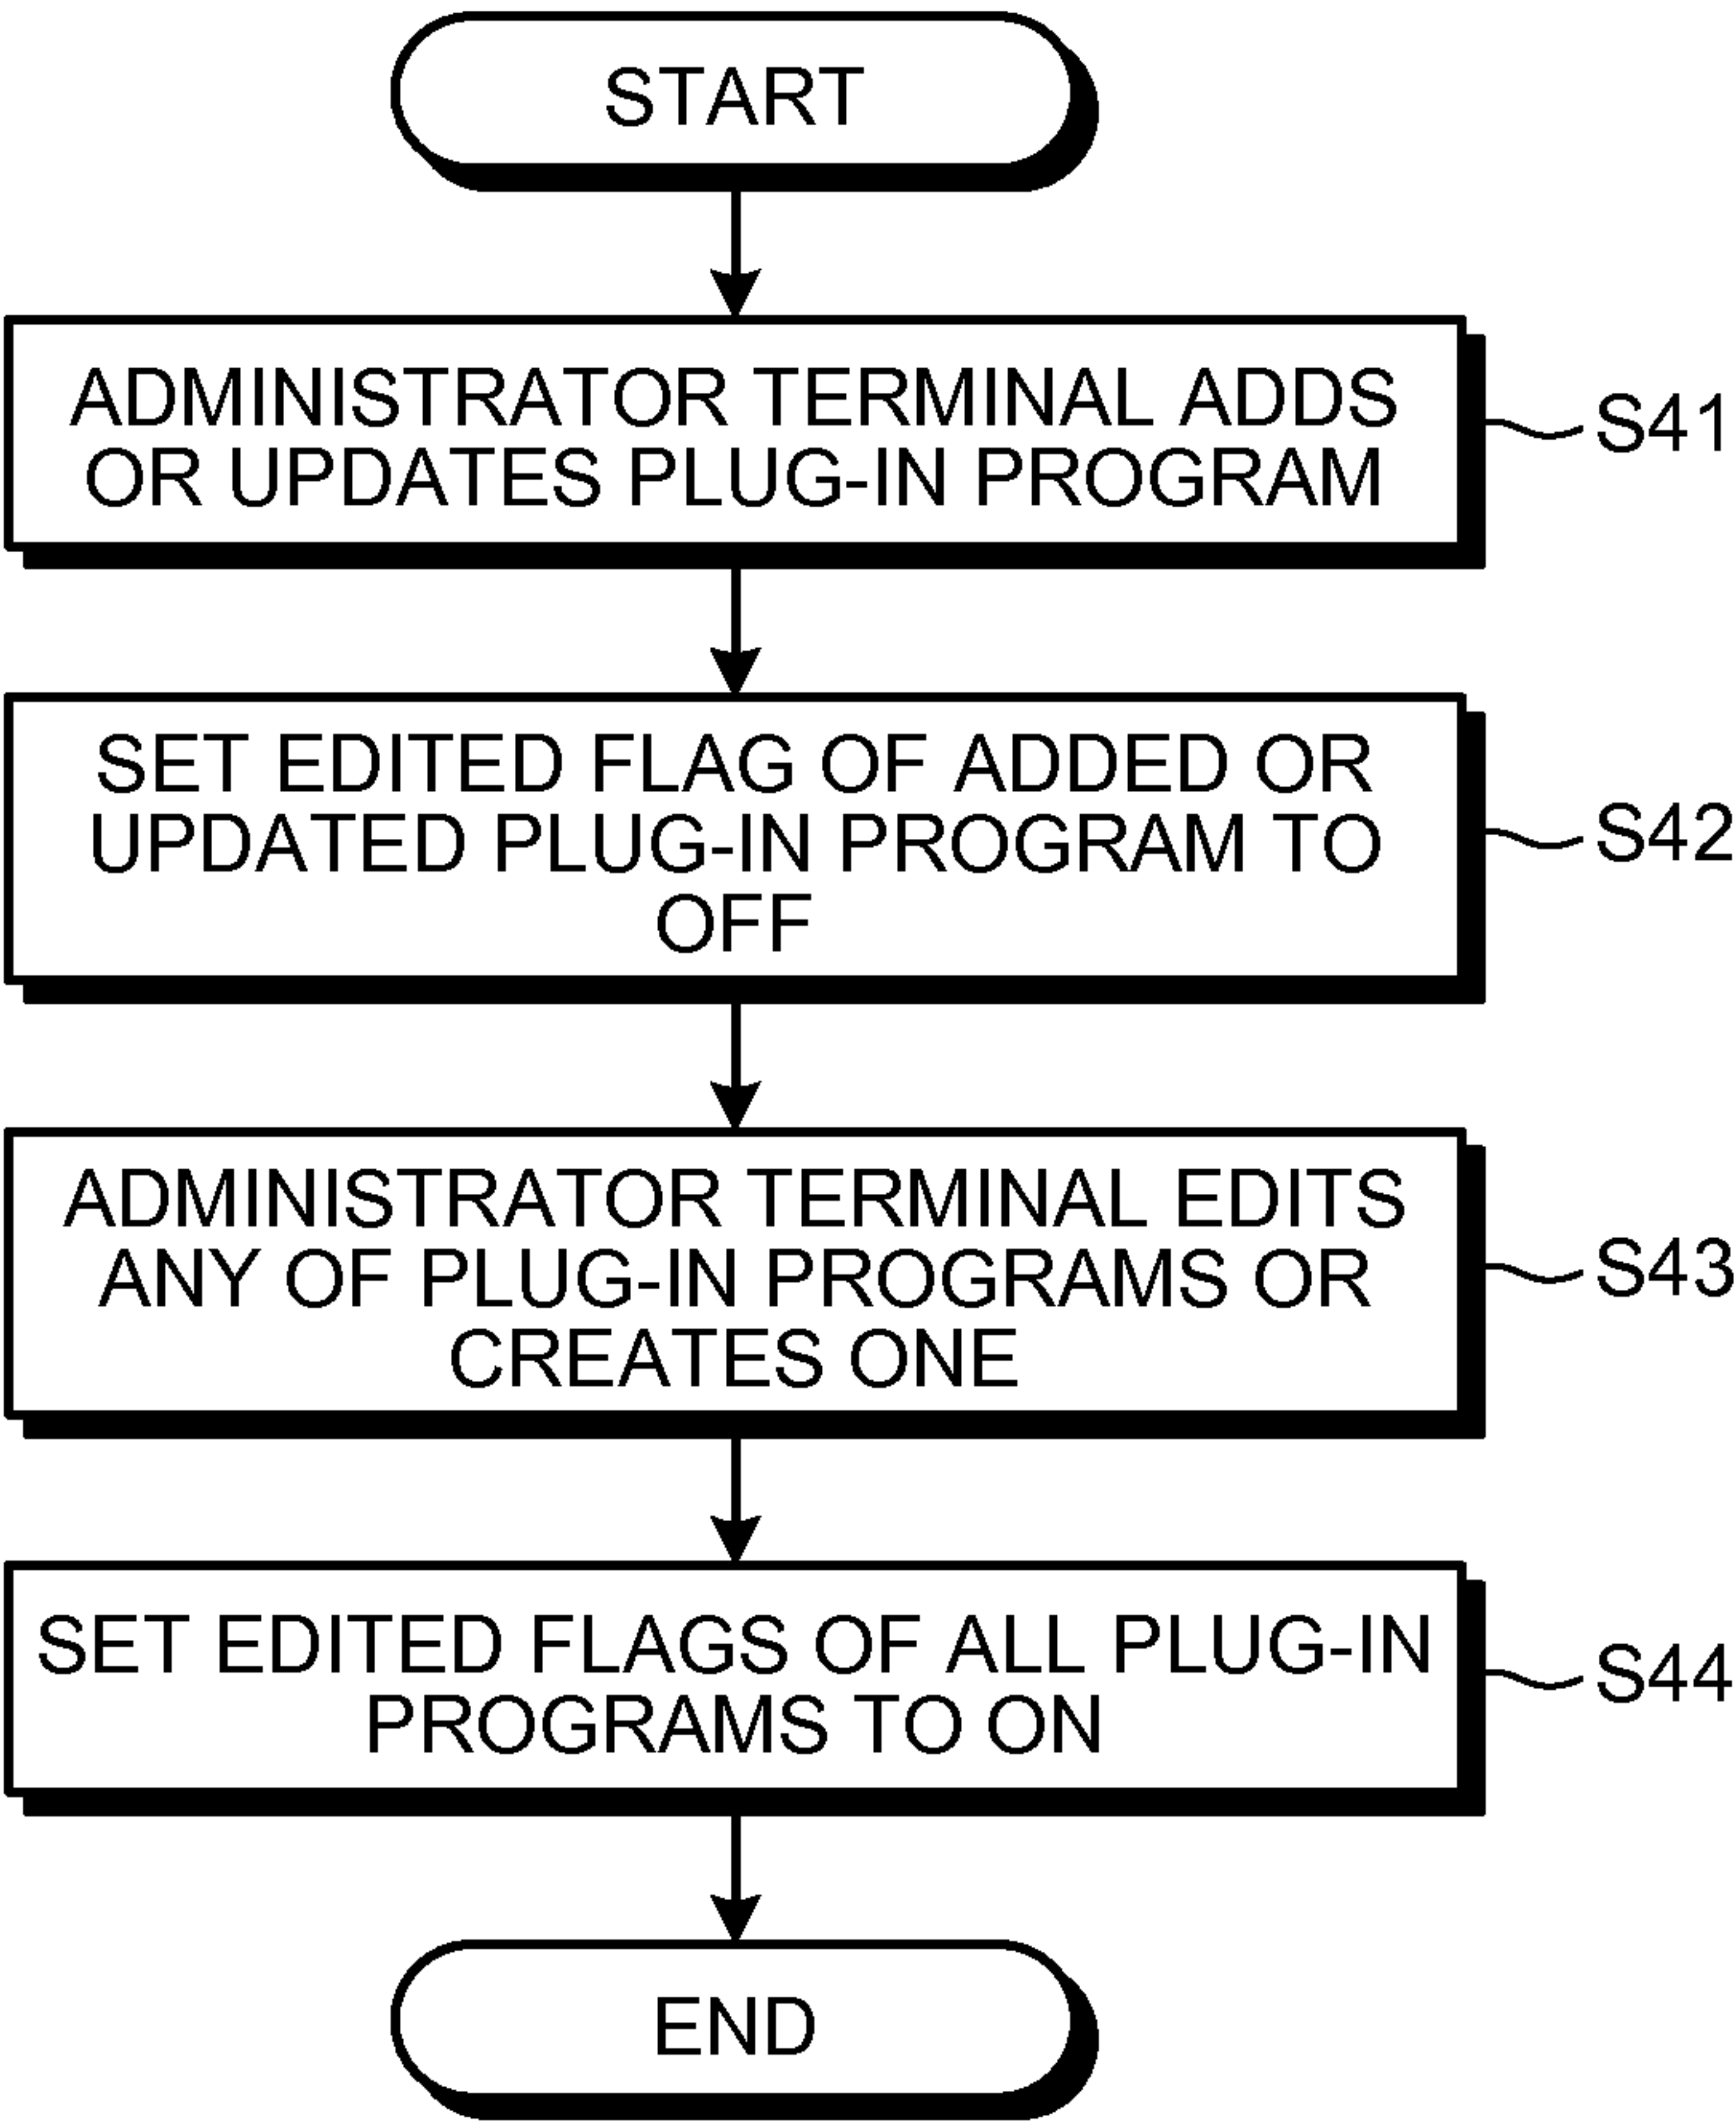 START
ADMINISTRATOR TERMINAL ADDS
OR UPDATES PLUG-IN PROGRAM
S41
SET EDITED FLAG OF ADDED OR
UPDATED PLUG-IN PROGRAM TO
OFF
S42
ADMINISTRATOR TERMINAL EDITS
ANY OF PLUG-IN PROGRAMS OR
CREATES ONE
S43
SET EDITED FLAGS OF ALL PLUG-IN
PROGRAMS TO ON
S44
END